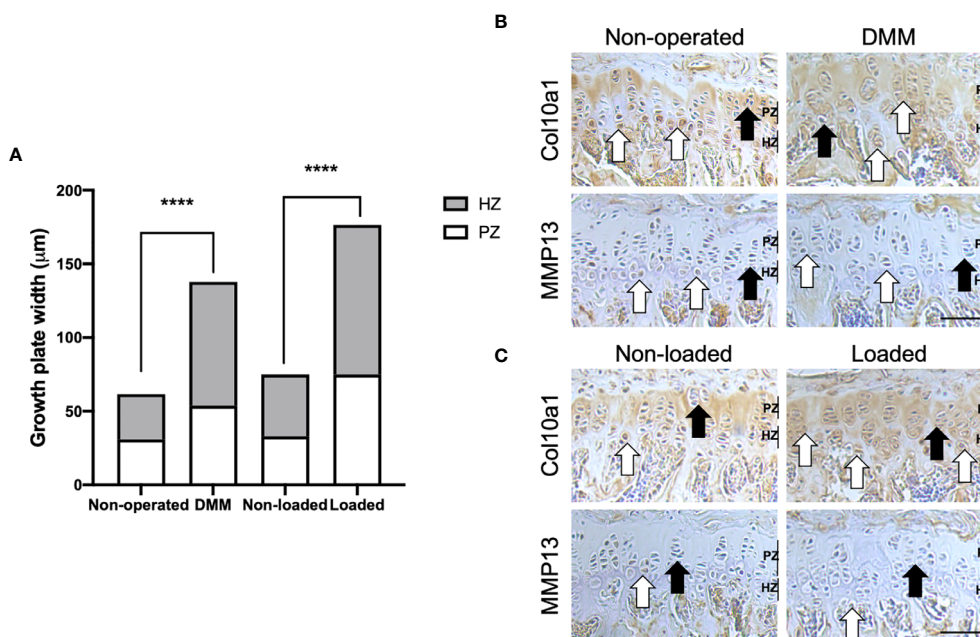 A
200
150
100
50
0
Growth plate width (μm)
****
****
HZ
PZ
Non-operated DMM Non-loaded Loaded
B
Non-operated DMM
Col10a1
PZ
HZ
MMP13
PZ
HZ
C
Non-loaded Loaded
Col10a1
PZ
HZ
MMP13
PZ
HZ